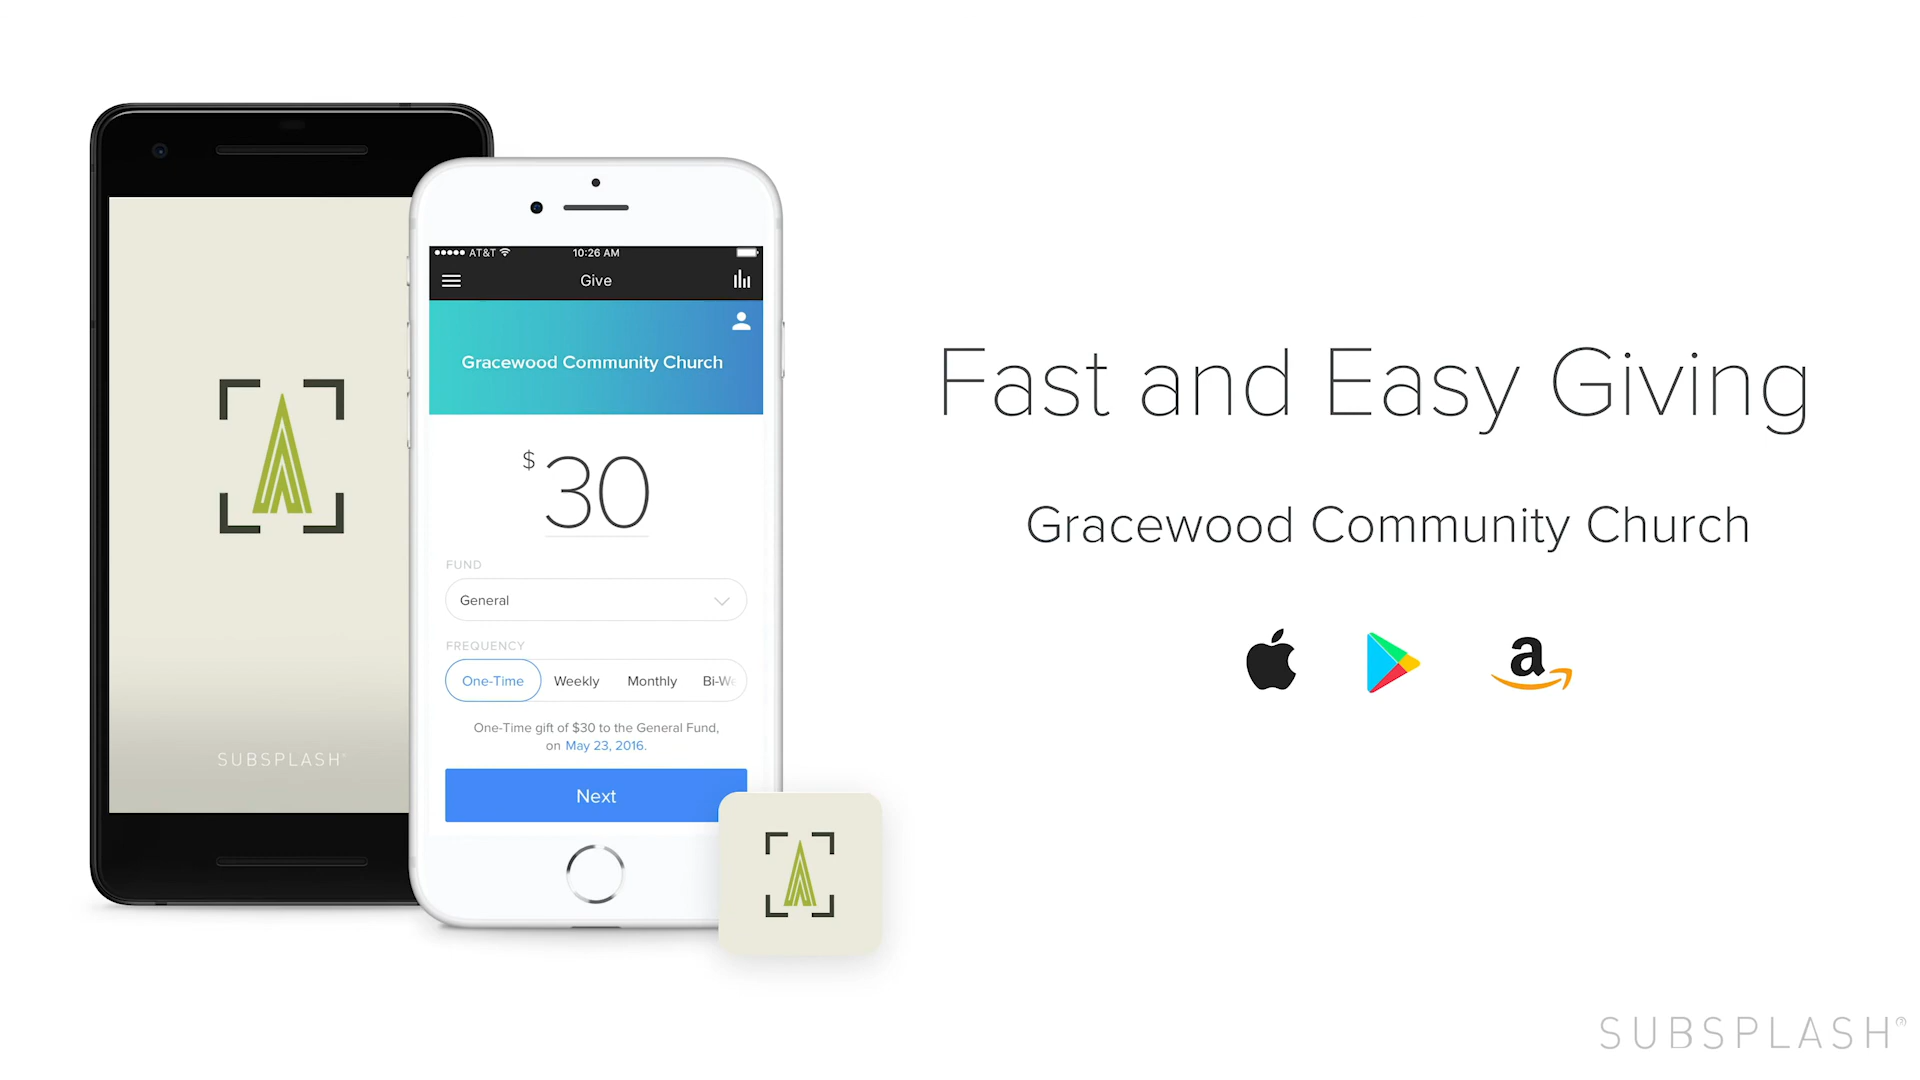 SUBSPLASH®
AT&T 10:26 AM
Give
Gracewood Community Church
$ 30
FUND
General
FREQUENCY
One-Time Weekly Monthly Bi-We
One-Time gift of $30 to the General Fund,
on May 23, 2016.
Next
Fast and Easy Giving
Gracewood Community Church
SUBSPLASH®